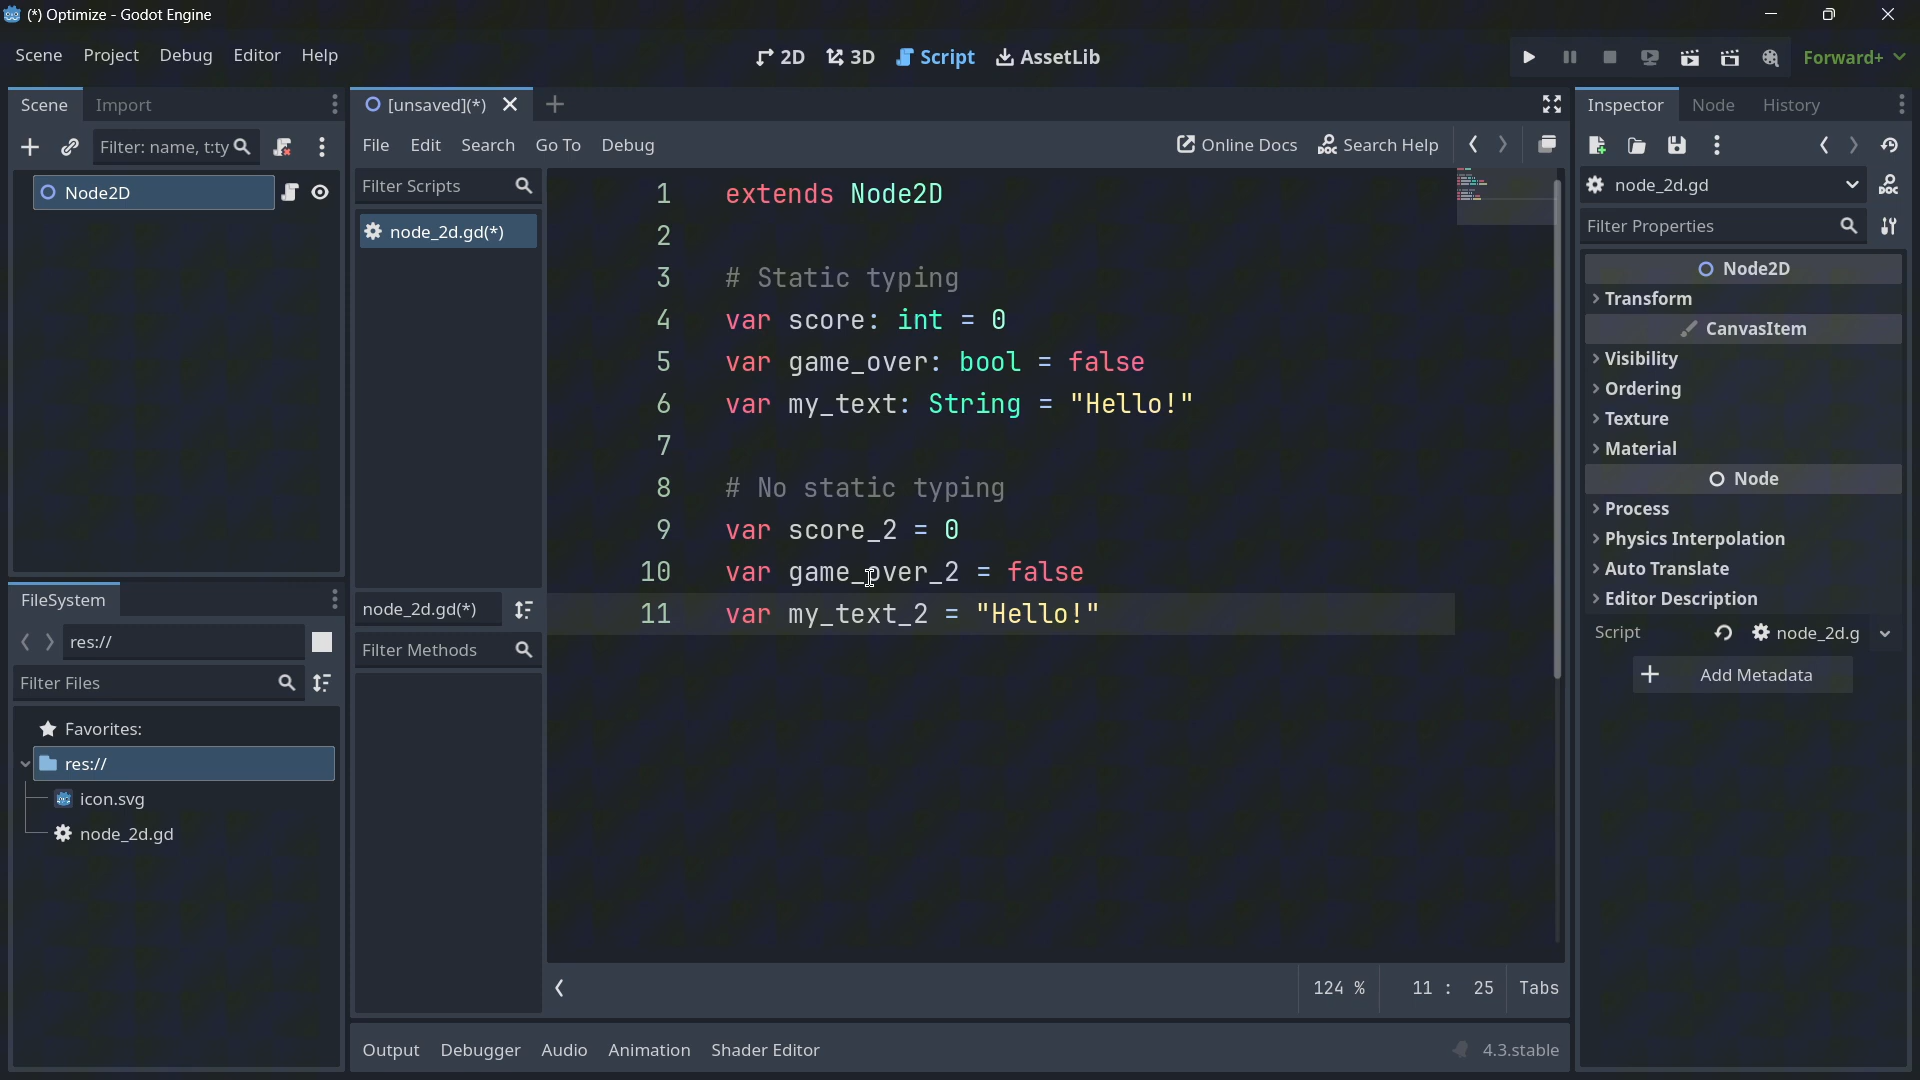 (*) Optimize - Godot Engine
Scene Project Debug Editor Help
2D 3D Script AssetLib
Forward+
Scene Import
Filter: name, t:ty
Node2D
FileSystem
res://
Filter Files
Favorites:
res://
icon.svg
node_2d.gd
[unsaved](*)
File Edit Search Go To Debug
Online Docs Search Help
Filter Scripts
node_2d.gd(*)
node_2d.gd(*)
Filter Methods
1 extends Node2D
2
3 # Static typing
4 var score: int = 0
5 var game_over: bool = false
6 var my_text: String = "Hello!"
7
8 # No static typing
9 var score_2 = 0
10 var game_over_2 = false
11 var my_text_2 = "Hello!"
124 % 11 : 25 Tabs
Output Debugger Audio Animation Shader Editor
4.3.stable
Inspector Node History
node_2d.gd
Filter Properties
Node2D
Transform
CanvasItem
Visibility
Ordering
Texture
Material
Node
Process
Physics Interpolation
Auto Translate
Editor Description
Script node_2d.g
Add Metadata